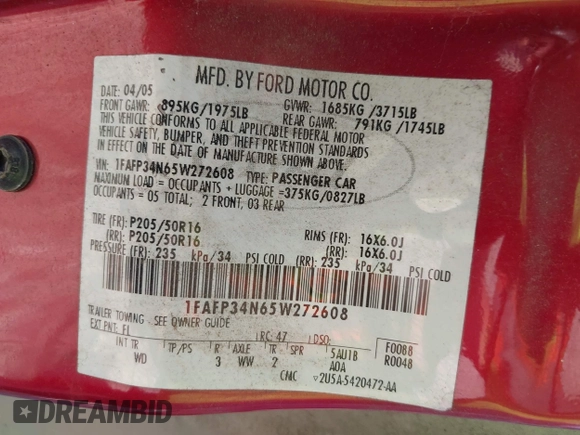 MFD. BY FORD MOTOR CO.
DATE: 04/05
FRONT GAWR: 895KG/1975LB
GVWR: 1685KG/3715LB
REAR GAWR: 791KG/1745LB
THIS VEHICLE CONFORMS TO ALL APPLICABLE FEDERAL MOTOR
VEHICLE SAFETY, BUMPER, AND THEFT PREVENTION STANDARDS
IN EFFECT ON THE DATE OF MANUFACTURE SHOWN ABOVE.
VIN: 1FAFP34N65W272608 TYPE: PASSENGER CAR
MAXIMUM LOAD = OCCUPANTS + LUGGAGE =375KG/0827LB
OCCUPANTS = 05 TOTAL; 2 FRONT, 03 REAR
TIRE (FR): P205/50R16 RIMS (FR): 16X6.0J
(RR): P205/50R16 (RR): 16X6.0J
PRESSURE (FR): 235 kPa/34 PSI COLD (RR): 235 kPa/34 PSI COLD
1FAFP34N65W272608
TRAILER TOWING - SEE OWNER GUIDE
EXT PNT: FL RC: 47 DSO: F0088
INT TR TP/PS R AXLE TR SPR 5AU1B R0048
WD 3 WW 2 A0A
CMC v2U5A-5420472-AA
DREAMBID